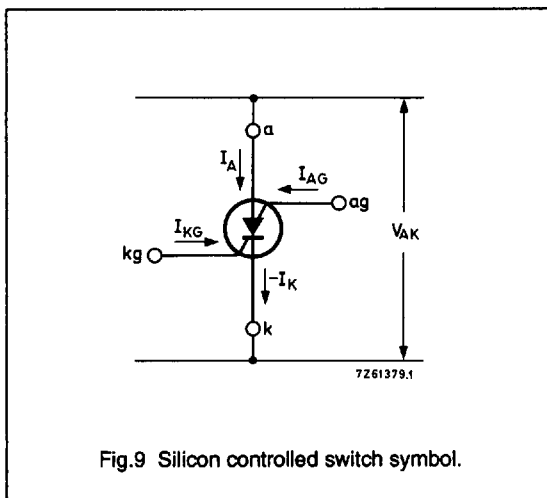 a
I_A
I_AG
ag
V_AK
I_KG
kg
-I_K
k
7Z61379.1
Fig.9 Silicon controlled switch symbol.